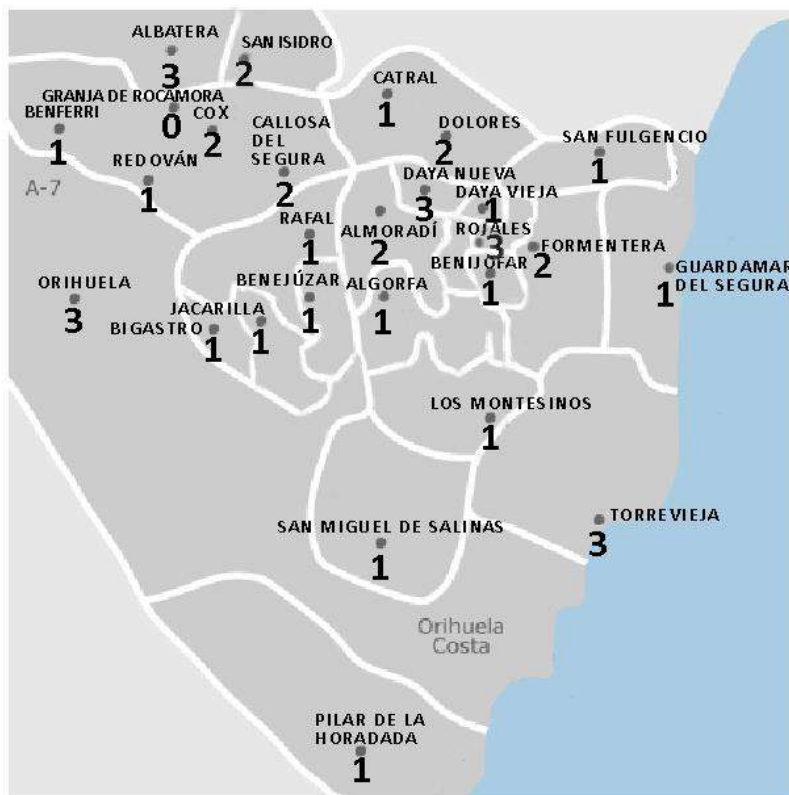 ALBATERA
3
SAN ISIDRO
2
CATRAL
1
GRANJA DE ROCAMORA
0
BENFERRI
1
COX
2
CALLOSA
DEL
SEGURA
2
DOLORES
2
SAN FULGENCIO
1
REDOVÁN
1
A-7
DAYA NUEVA
3
DAYA VIEJA
1
RAFAL
1
ALMORADÍ
2
ROJALES
3
FORMENTERA
2
BENIJOFAR
1
GUARDAMAR
DEL SEGURA
1
ORIHUELA
3
BENEJÚZAR
1
ALGORFA
1
JACARILLA
1
BIGASTRO
1
LOS MONTESINOS
1
TORREVIEJA
3
SAN MIGUEL DE SALINAS
1
Orihuela
Costa
PILAR DE LA
HORADADA
1